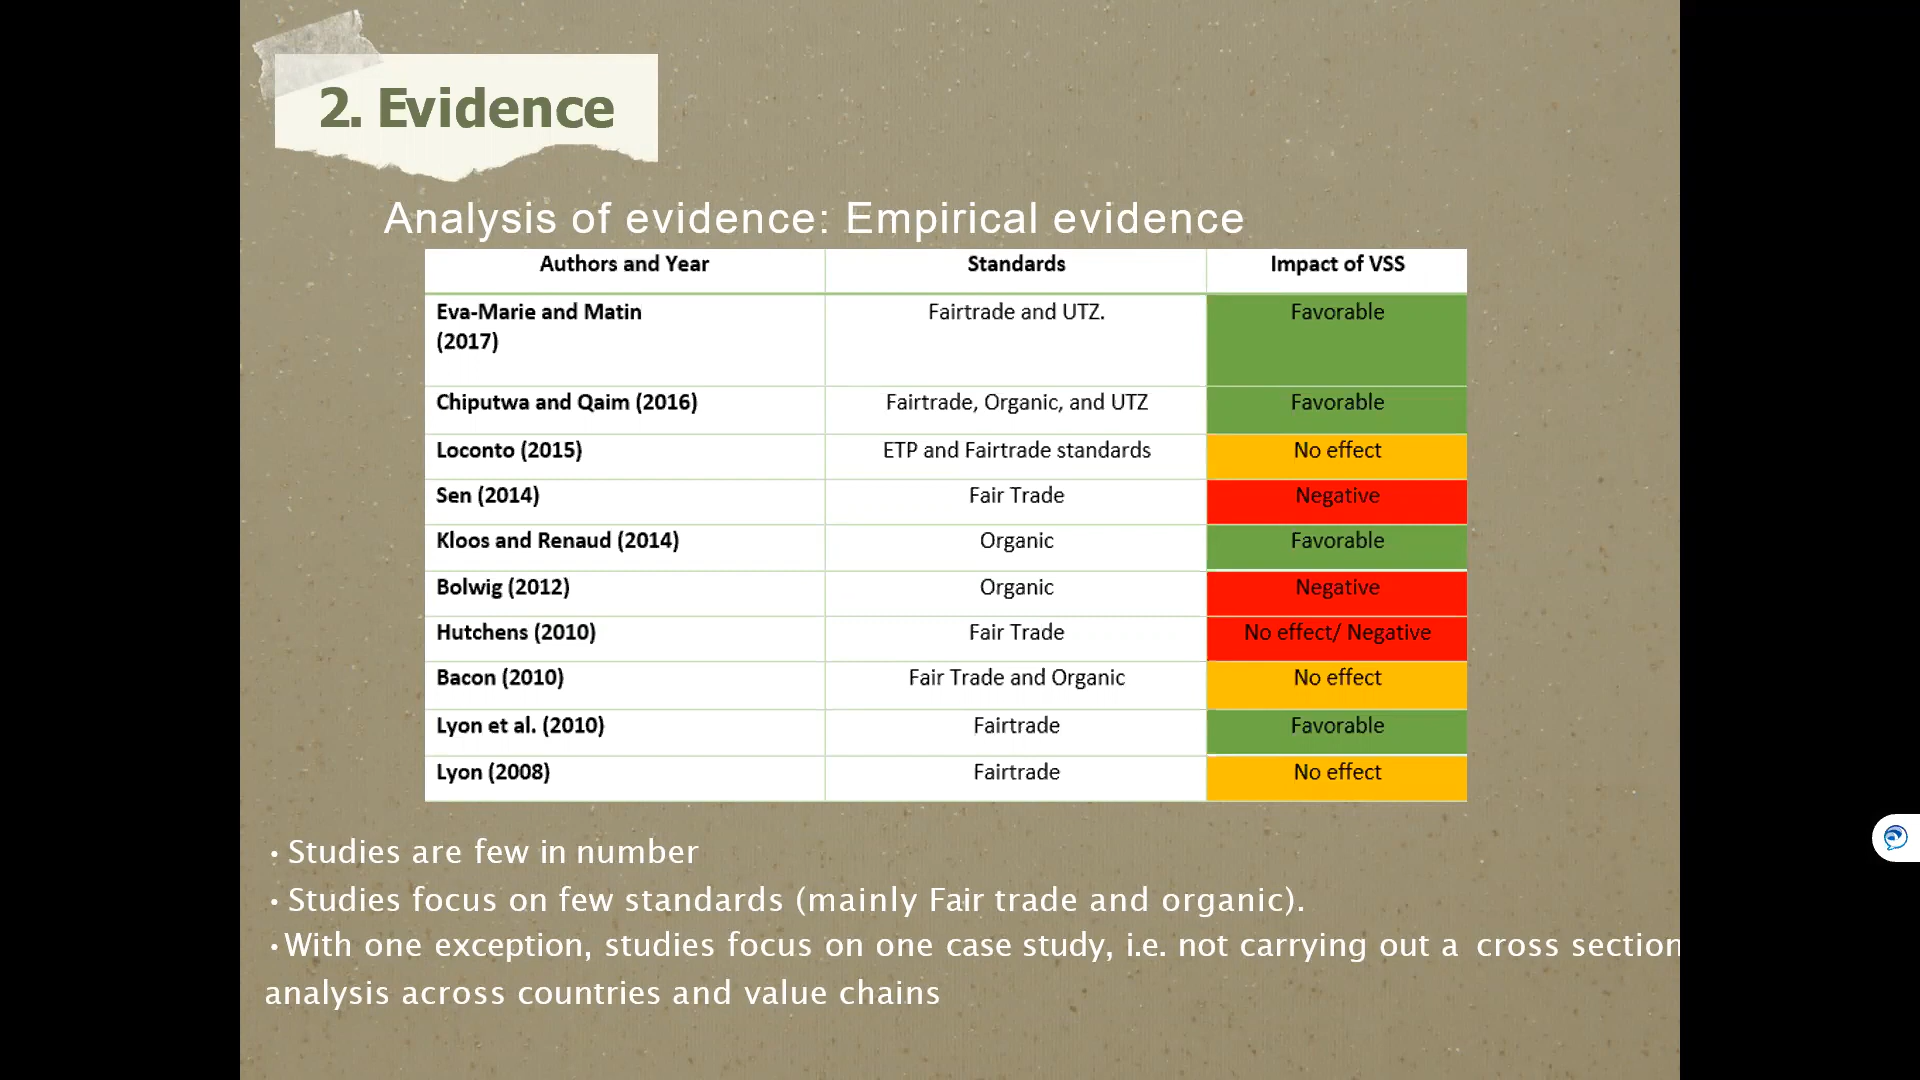 2. Evidence
Analysis of evidence: Empirical evidence
Authors and Year Standards Impact of VSS
Eva-Marie and Matin Fairtrade and UTZ. Favorable
(2017)
Chiputwa and Qaim (2016) Fairtrade, Organic, and UTZ Favorable
Loconto (2015) ETP and Fairtrade standards No effect
Sen (2014) Fair Trade Negative
Kloos and Renaud (2014) Organic Favorable
Bolwig (2012) Organic Negative
Hutchens (2010) Fair Trade No effect/ Negative
Bacon (2010) Fair Trade and Organic No effect
Lyon et al. (2010) Fairtrade Favorable
Lyon (2008) Fairtrade No effect
• Studies are few in number
• Studies focus on few standards (mainly Fair trade and organic).
• With one exception, studies focus on one case study, i.e. not carrying out a cross section
analysis across countries and value chains